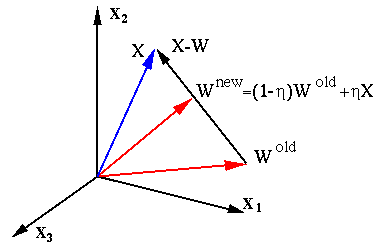 x₂
X X-W
Wⁿᵉʷ=(1-η)Wᵒˡᵈ+ηX
Wᵒˡᵈ
x₁
x₃